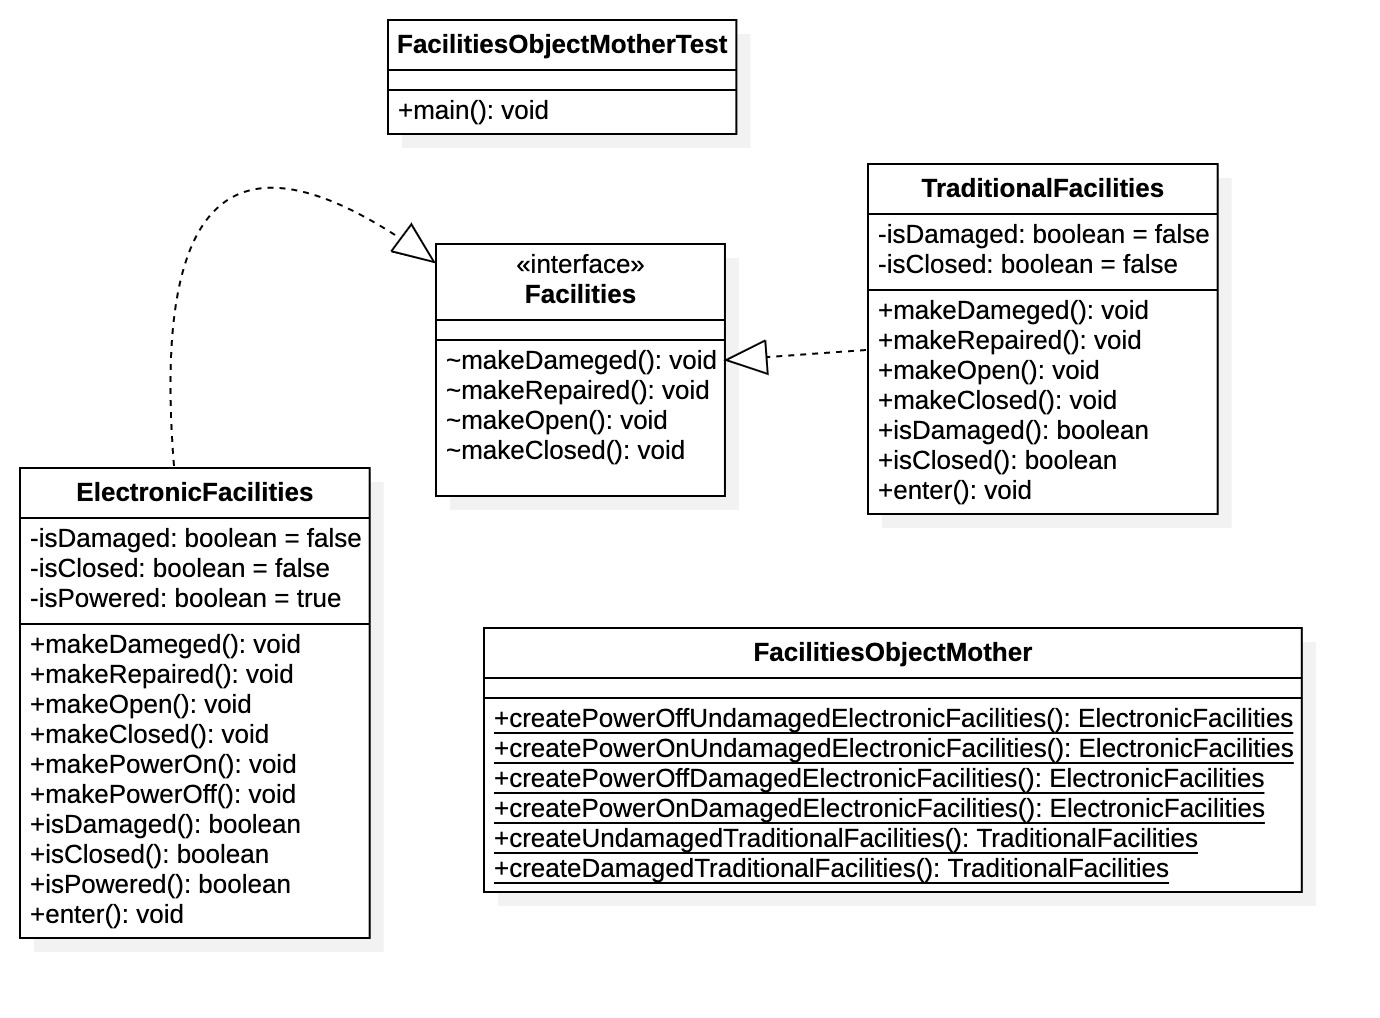 FacilitiesObjectMotherTest
+main(): void
TraditionalFacilities
-isDamaged: boolean = false
-isClosed: boolean = false
+makeDameged(): void
+makeRepaired(): void
+makeOpen(): void
+makeClosed(): void
+isDamaged(): boolean
+isClosed(): boolean
+enter(): void
«interface»
Facilities
~makeDameged(): void
~makeRepaired(): void
~makeOpen(): void
~makeClosed(): void
ElectronicFacilities
-isDamaged: boolean = false
-isClosed: boolean = false
-isPowered: boolean = true
+makeDameged(): void
+makeRepaired(): void
+makeOpen(): void
+makeClosed(): void
+makePowerOn(): void
+makePowerOff(): void
+isDamaged(): boolean
+isClosed(): boolean
+isPowered(): boolean
+enter(): void
FacilitiesObjectMother
+createPowerOffUndamagedElectronicFacilities(): ElectronicFacilities
+createPowerOnUndamagedElectronicFacilities(): ElectronicFacilities
+createPowerOffDamagedElectronicFacilities(): ElectronicFacilities
+createPowerOnDamagedElectronicFacilities(): ElectronicFacilities
+createUndamagedTraditionalFacilities(): TraditionalFacilities
+createDamagedTraditionalFacilities(): TraditionalFacilities